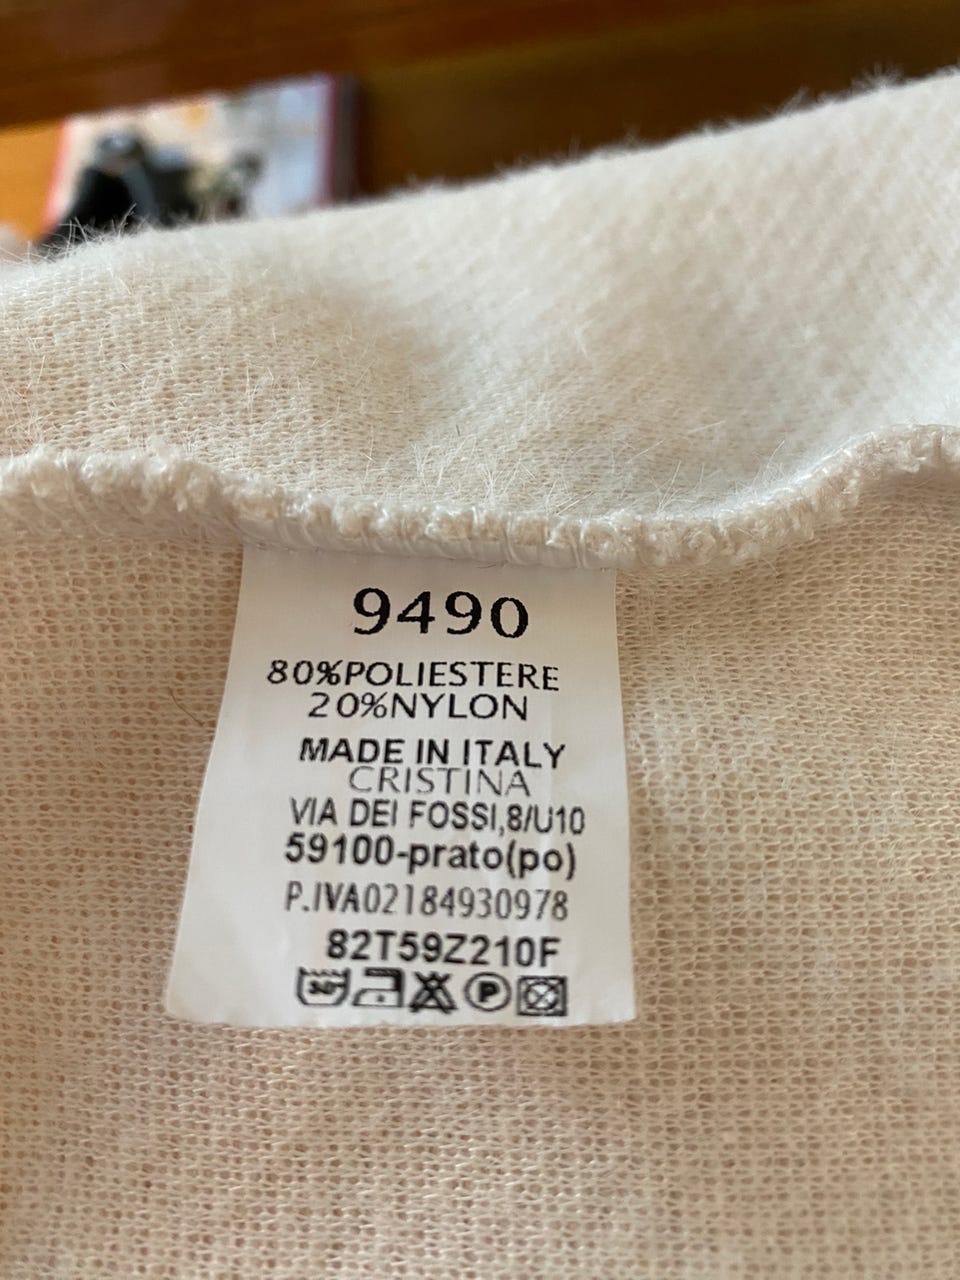 9490
80%POLIESTERE
20%NYLON
MADE IN ITALY
CRISTINA
VIA DEI FOSSI,8/U10
59100-prato(po)
P.IVA02184930978
82T59Z210F
30°
P